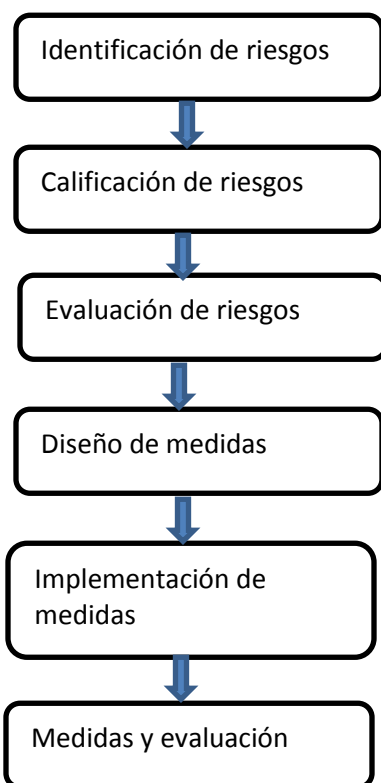 Identificación de riesgos
Calificación de riesgos
Evaluación de riesgos
Diseño de medidas
Implementación de
medidas
Medidas y evaluación